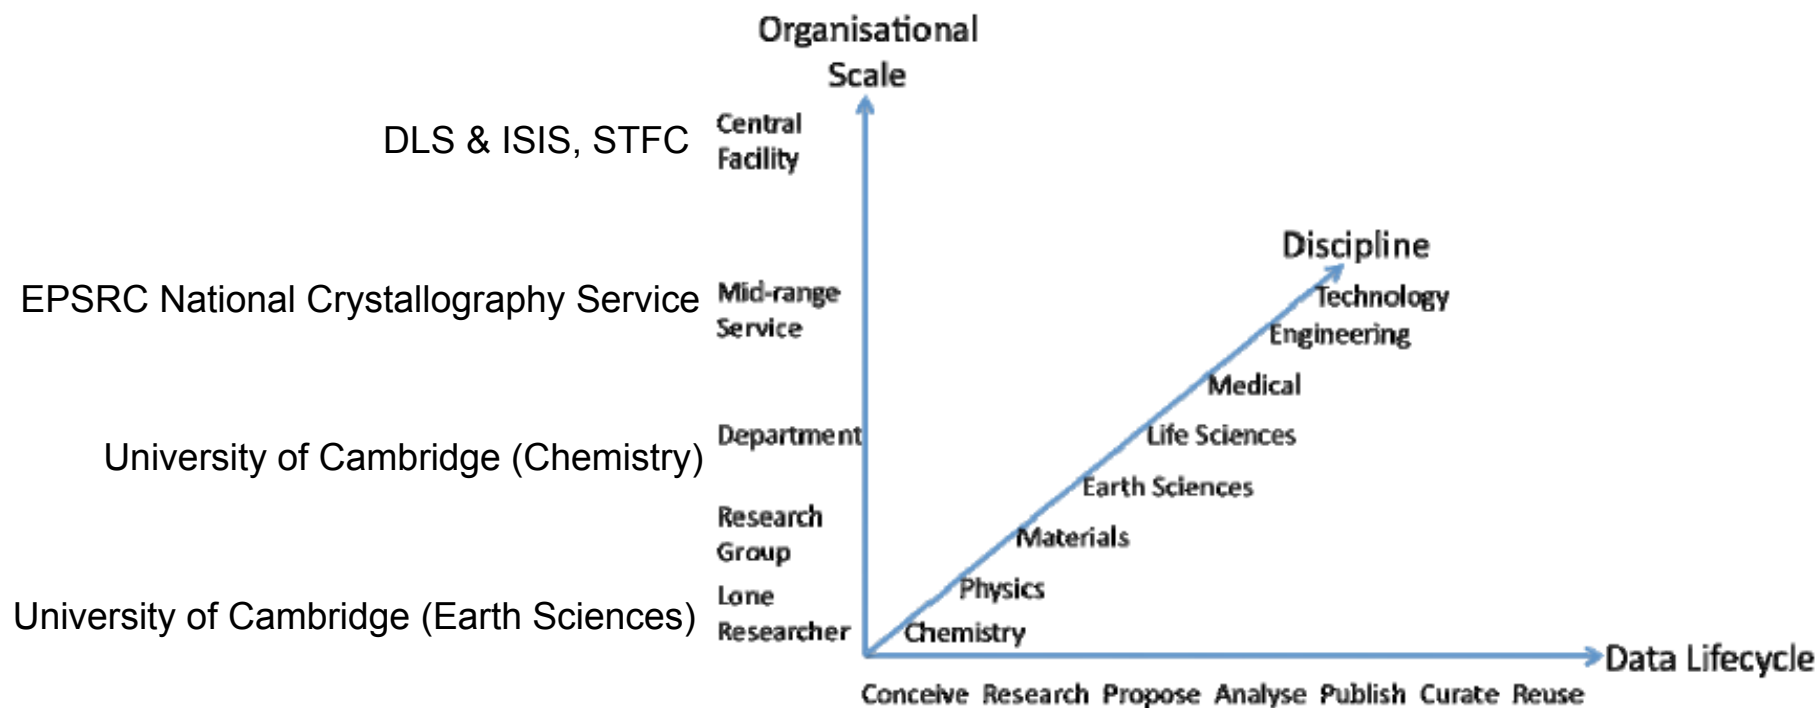 Organisational
Scale
DLS & ISIS, STFC
Central
Facility
EPSRC National Crystallography Service
Mid-range
Service
University of Cambridge (Chemistry)
Department
Research
Group
University of Cambridge (Earth Sciences)
Lone
Researcher
Discipline
Technology
Engineering
Medical
Life Sciences
Earth Sciences
Materials
Physics
Chemistry
Data Lifecycle
Conceive Research Propose Analyse Publish Curate Reuse